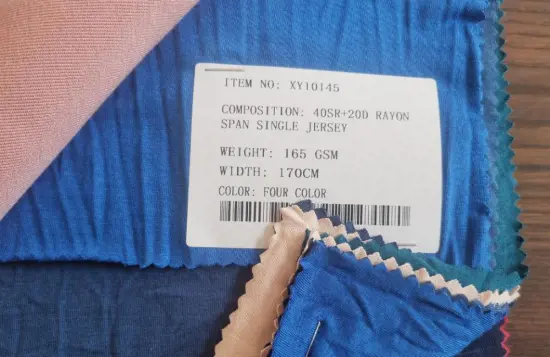 ITEM NO: XY10145
COMPOSITION: 40SR+20D RAYON
SPAN SINGLE JERSEY
WEIGHT: 165 GSM
WIDTH: 170CM
COLOR: FOUR COLOR